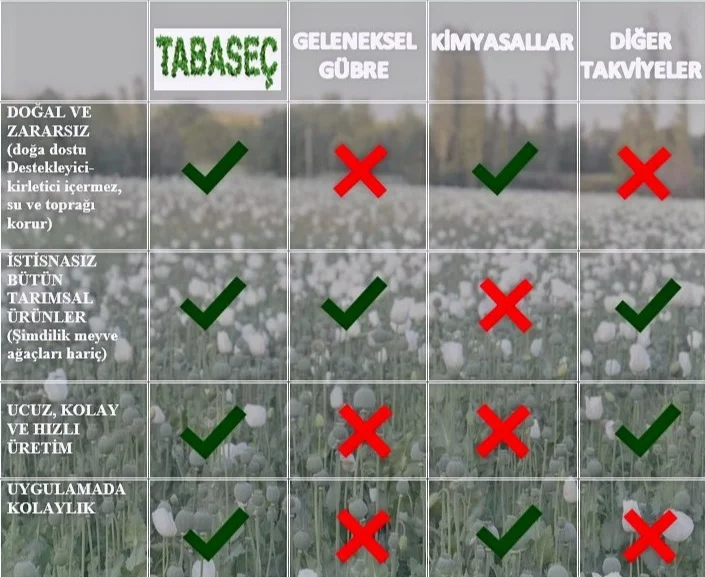 TABASEÇ
GELENEKSEL
GÜBRE
KİMYASALLAR
DİĞER
TAKVİYELER
DOĞAL VE
ZARARSIZ
(doğa dostu
Destekleyici-
kirletici içermez,
su ve toprağı
korur)
İSTİSNASIZ
BÜTÜN
TARIMSAL
ÜRÜNLER
(Şimdilik meyve
ağaçları hariç)
UCUZ, KOLAY
VE HIZLI
ÜRETİM
UYGULAMADA
KOLAYLIK